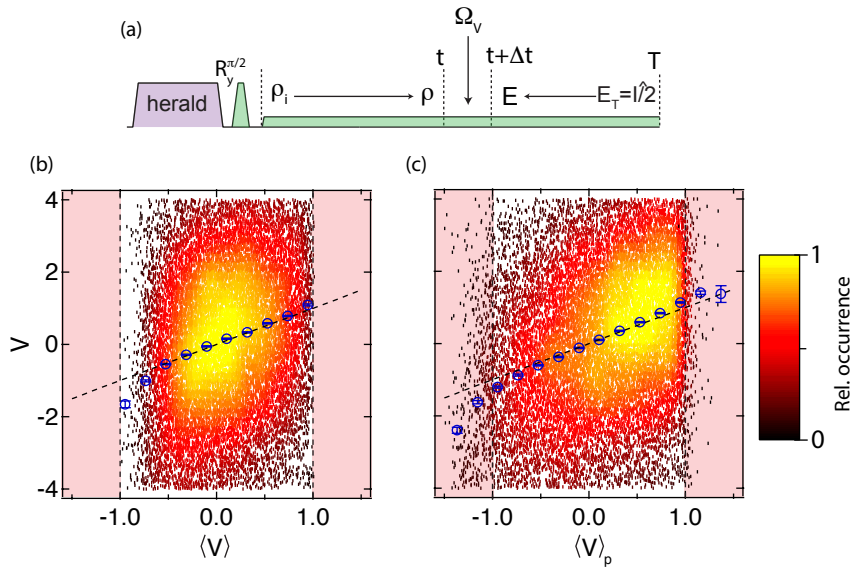 (a)
Ω_V
R_y^{π/2}
t
t+Δt
T
herald
ρ_i
ρ
E
E_T=I^/2
(b)
(c)
4
2
0
-2
-4
V
-1.0
0.0
1.0
⟨V⟩
-1.0
0.0
1.0
⟨V⟩_p
1
0
Rel. occurrence